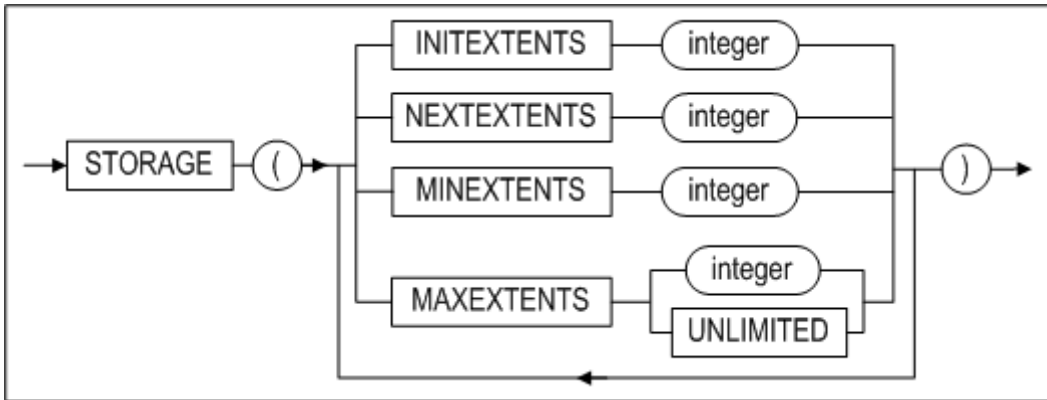 INITEXTENTS integer
NEXTEXTENTS integer
STORAGE ( )
MINEXTENTS integer
MAXEXTENTS integer
UNLIMITED